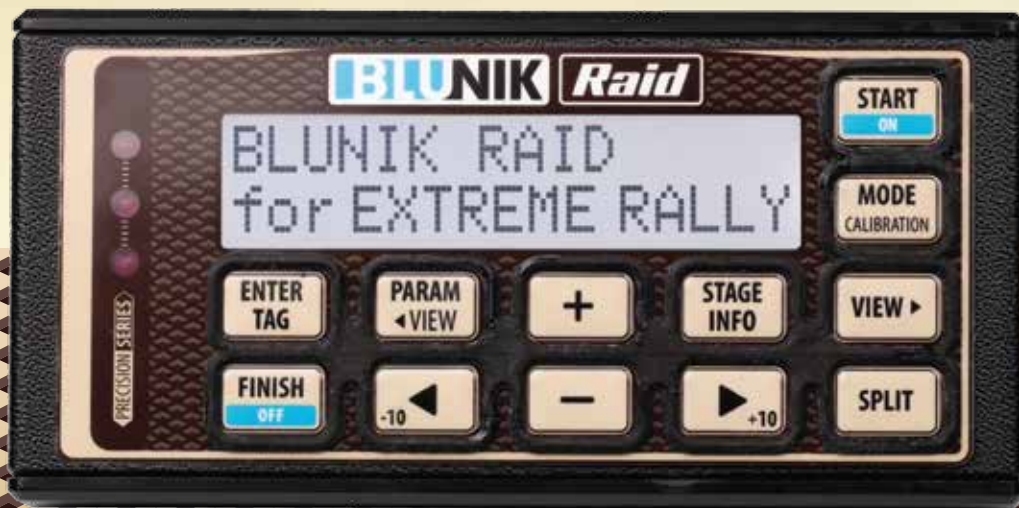 BLUNIK Raid
BLUNIK RAID
for EXTREME RALLY
START
ON
MODE
CALIBRATION
ENTER
TAG
PARAM
◄VIEW
+
STAGE
INFO
VIEW ►
FINISH
OFF
-10 ◄
−
► +10
SPLIT
PRECISION SERIES